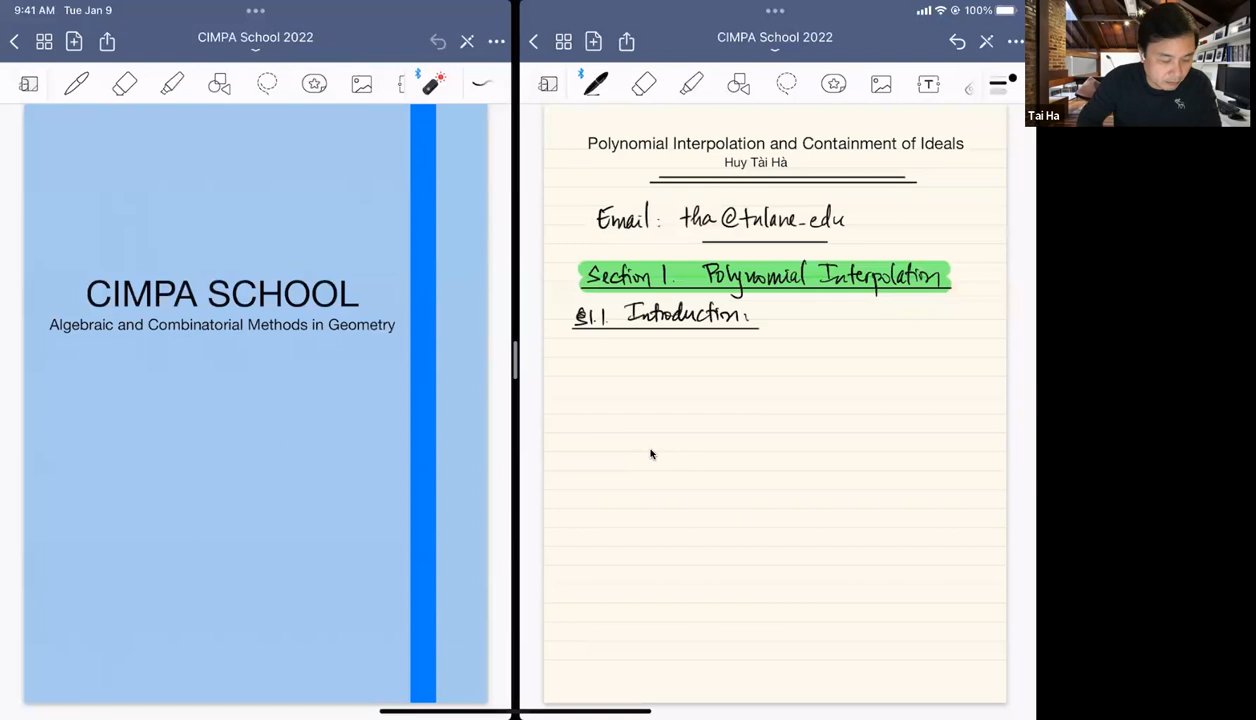 9:41 AM Tue Jan 9
100%
CIMPA School 2022
CIMPA School 2022
Tai Ha
CIMPA SCHOOL
Algebraic and Combinatorial Methods in Geometry
Polynomial Interpolation and Containment of Ideals
Huy Tài Hà
Email: tha@tulane.edu
Section 1. Polynomial Interpolation
§1.1. Introduction: